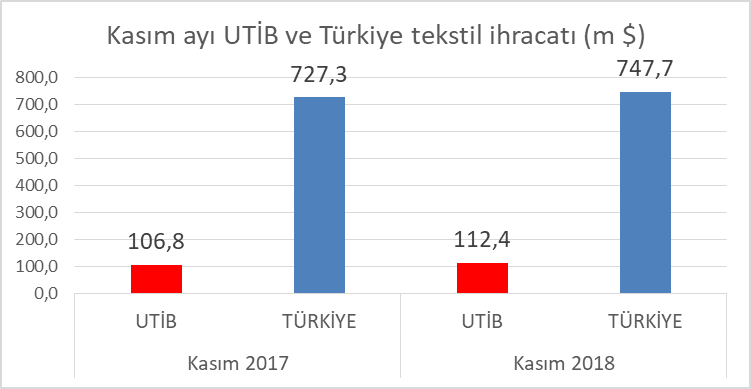 Kasım ayı UTİB ve Türkiye tekstil ihracatı (m $)
800,0
700,0
600,0
500,0
400,0
300,0
200,0
100,0
0,0
106,8
727,3
112,4
747,7
UTİB
TÜRKİYE
UTİB
TÜRKİYE
Kasım 2017
Kasım 2018